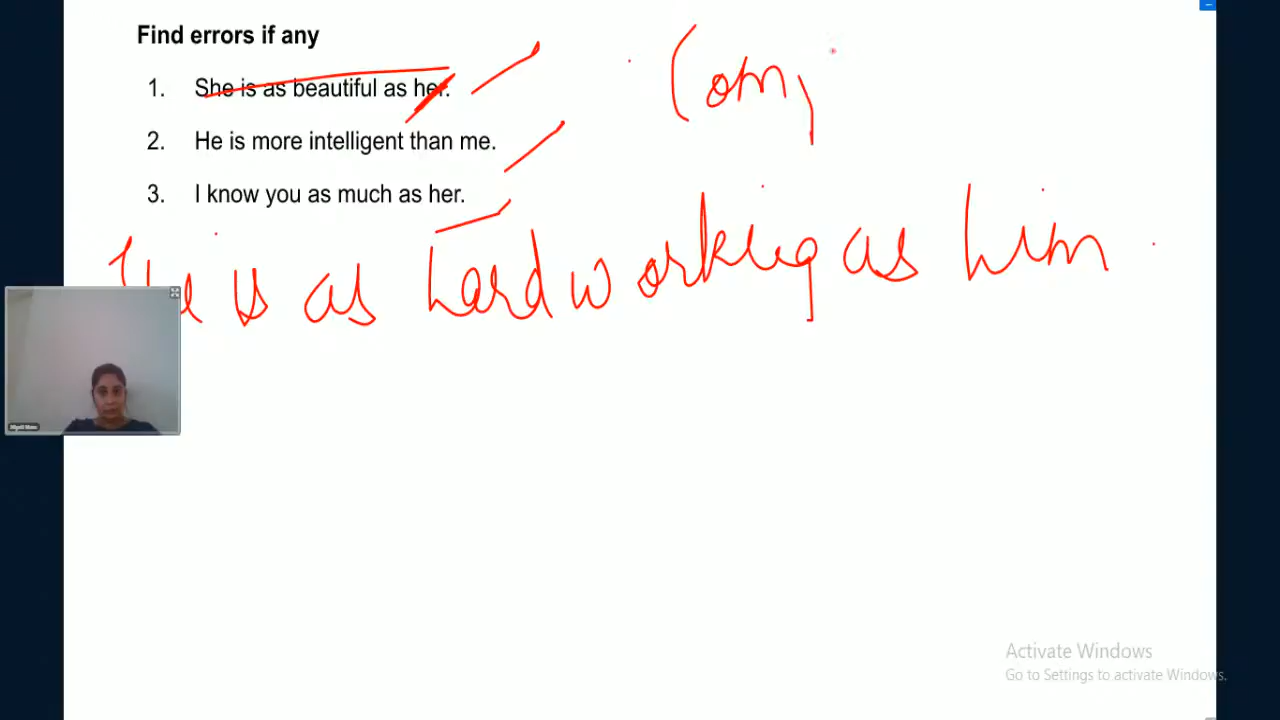 Find errors if any
1. She is as beautiful as her.
2. He is more intelligent than me.
3. I know you as much as her.
Com
is as hardworking as him.
Activate Windows
Go to Settings to activate Windows.